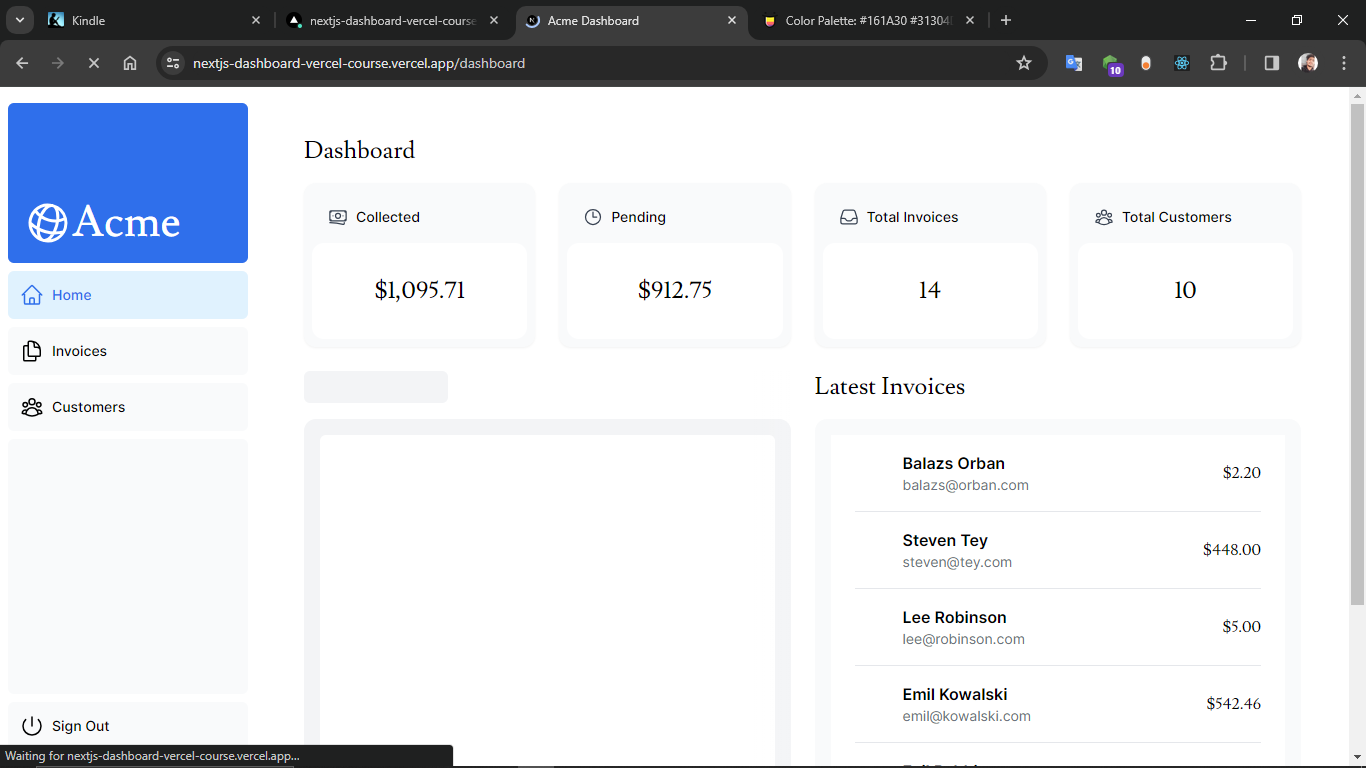 Kindle
nextjs-dashboard-vercel-course
Acme Dashboard
Color Palette: #161A30 #31304
nextjs-dashboard-vercel-course.vercel.app/dashboard
10
Acme
Home
Invoices
Customers
Sign Out
Dashboard
Collected
$1,095.71
Pending
$912.75
Total Invoices
14
Total Customers
10
Latest Invoices
Balazs Orban
balazs@orban.com
$2.20
Steven Tey
steven@tey.com
$448.00
Lee Robinson
lee@robinson.com
$5.00
Emil Kowalski
emil@kowalski.com
$542.46
Waiting for nextjs-dashboard-vercel-course.vercel.app...